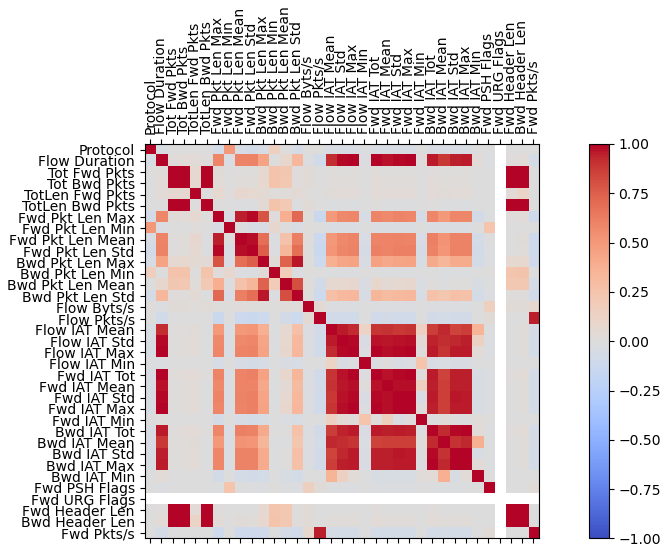 Protocol
Flow Duration
Tot Fwd Pkts
Tot Bwd Pkts
TotLen Fwd Pkts
TotLen Bwd Pkts
Fwd Pkt Len Max
Fwd Pkt Len Min
Fwd Pkt Len Mean
Fwd Pkt Len Std
Bwd Pkt Len Max
Bwd Pkt Len Min
Bwd Pkt Len Mean
Bwd Pkt Len Std
Flow Byts/s
Flow Pkts/s
Flow IAT Mean
Flow IAT Std
Flow IAT Max
Flow IAT Min
Fwd IAT Tot
Fwd IAT Mean
Fwd IAT Std
Fwd IAT Max
Fwd IAT Min
Bwd IAT Tot
Bwd IAT Mean
Bwd IAT Std
Bwd IAT Max
Bwd IAT Min
Fwd PSH Flags
Fwd URG Flags
Fwd Header Len
Bwd Header Len
Fwd Pkts/s
Protocol
Flow Duration
Tot Fwd Pkts
Tot Bwd Pkts
TotLen Fwd Pkts
TotLen Bwd Pkts
Fwd Pkt Len Max
Fwd Pkt Len Min
Fwd Pkt Len Mean
Fwd Pkt Len Std
Bwd Pkt Len Max
Bwd Pkt Len Min
Bwd Pkt Len Mean
Bwd Pkt Len Std
Flow Byts/s
Flow Pkts/s
Flow IAT Mean
Flow IAT Std
Flow IAT Max
Flow IAT Min
Fwd IAT Tot
Fwd IAT Mean
Fwd IAT Std
Fwd IAT Max
Fwd IAT Min
Bwd IAT Tot
Bwd IAT Mean
Bwd IAT Std
Bwd IAT Max
Bwd IAT Min
Fwd PSH Flags
Fwd URG Flags
Fwd Header Len
Bwd Header Len
Fwd Pkts/s
1.00
0.75
0.50
0.25
0.00
−0.25
−0.50
−0.75
−1.00